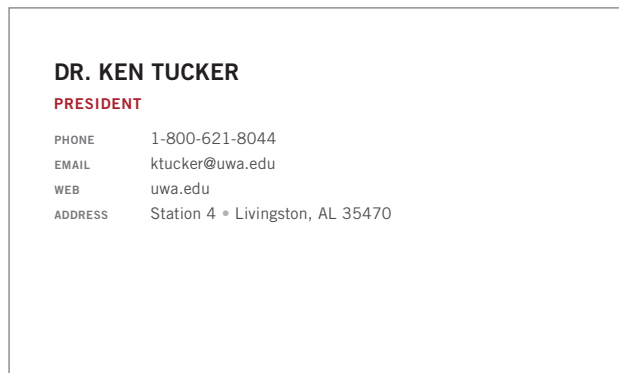 DR. KEN TUCKER
PRESIDENT
PHONE 1-800-621-8044
EMAIL ktucker@uwa.edu
WEB uwa.edu
ADDRESS Station 4 • Livingston, AL 35470